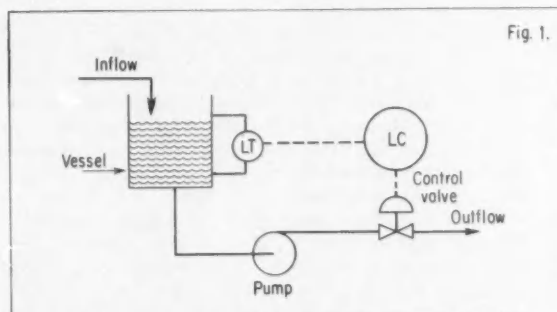 Fig. 1.
Inflow
Vessel
LT
LC
Control
valve
Outflow
Pump